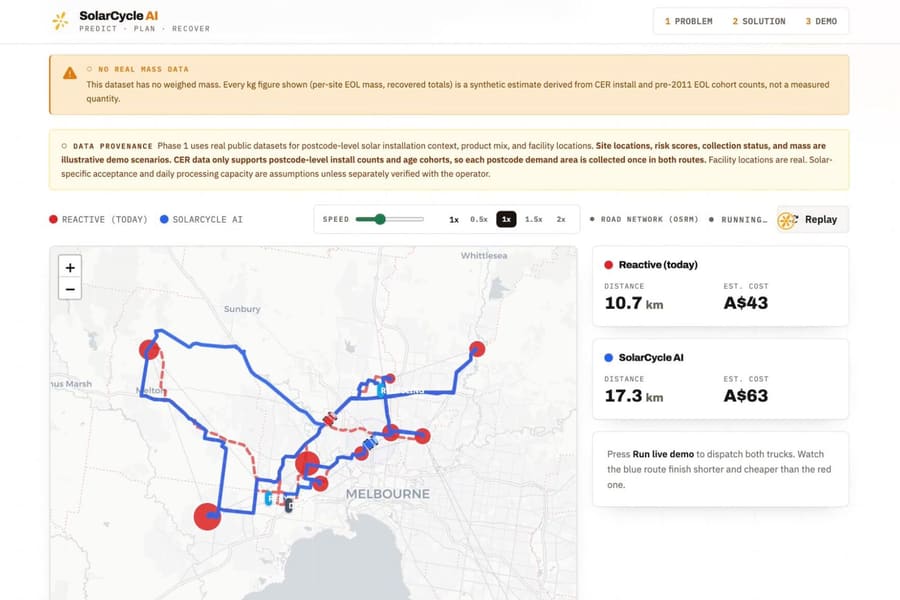 SolarCycle AI
PREDICT · PLAN · RECOVER
1 PROBLEM 2 SOLUTION 3 DEMO
NO REAL MASS DATA
This dataset has no weighed mass. Every kg figure shown (per-site EOL mass, recovered totals) is a synthetic estimate derived from CER install and pre-2011 EOL cohort counts, not a measured
quantity.
DATA PROVENANCE Phase 1 uses real public datasets for postcode-level solar installation context, product mix, and facility locations. Site locations, risk scores, collection status, and mass are
illustrative demo scenarios. CER data only supports postcode-level install counts and age cohorts, so each postcode demand area is collected once in both routes. Facility locations are real. Solar-
specific acceptance and daily processing capacity are assumptions unless separately verified with the operator.
REACTIVE (TODAY) SOLARCYCLE AI
SPEED 1x 0.5x 1x 1.5x 2x
ROAD NETWORK (OSRM) RUNNING… Replay
+
−
Whittlesea
Sunbury
Melton
MELBOURNE
Reactive (today)
DISTANCE EST. COST
10.7 km A$43
SolarCycle AI
DISTANCE EST. COST
17.3 km A$63
Press Run live demo to dispatch both trucks. Watch
the blue route finish shorter and cheaper than the red
one.